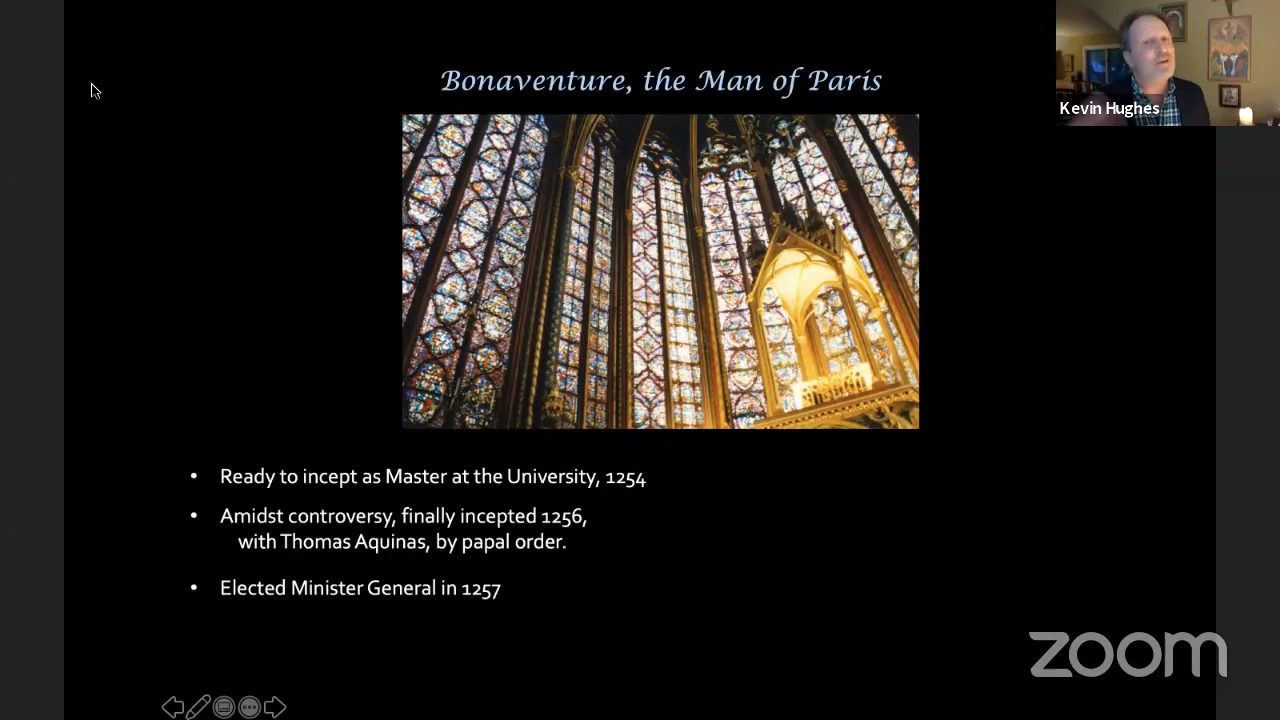 Bonaventure, the Man of Paris
Kevin Hughes
• Ready to incept as Master at the University, 1254
• Amidst controversy, finally incepted 1256,
with Thomas Aquinas, by papal order.
• Elected Minister General in 1257
zoom